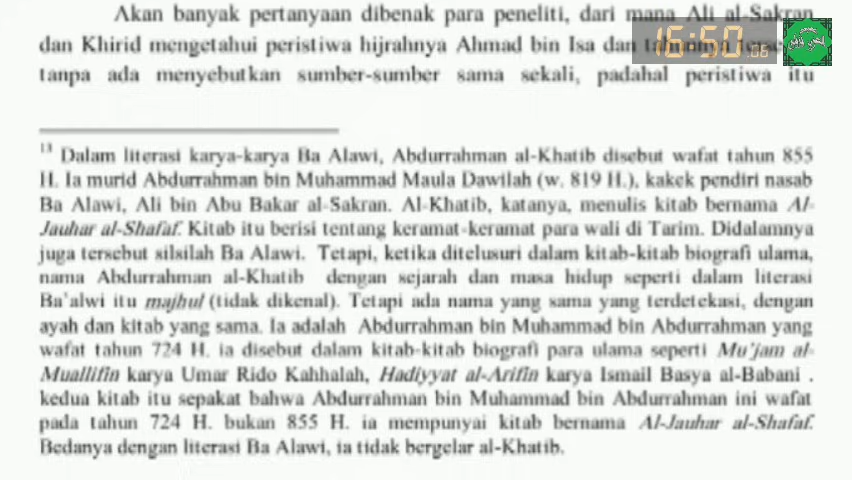 Akan banyak pertanyaan dibenak para peneliti, dari mana Ali al-Sakran
dan Khirid mengetahui peristiwa hijrahnya Ahmad bin Isa dan
tanpa ada menyebutkan sumber-sumber sama sekali, padahal peristiwa itu
16:50.06
13 Dalam literasi karya-karya Ba Alawi, Abdurrahman al-Khatib disebut wafat tahun 855
H. Ia murid Abdurrahman bin Muhammad Maula Dawilah (w. 819 H.), kakek pendiri nasab
Ba Alawi, Ali bin Abu Bakar al-Sakran. Al-Khatib, katanya, menulis kitab bernama Al-
Jauhar al-Shafaf. Kitab itu berisi tentang keramat-keramat para wali di Tarim. Didalamnya
juga tersebut silsilah Ba Alawi. Tetapi, ketika ditelusuri dalam kitab-kitab biografi ulama,
nama Abdurrahman al-Khatib dengan sejarah dan masa hidup seperti dalam literasi
Ba'alwi itu majhul (tidak dikenal). Tetapi ada nama yang sama yang terdetekasi, dengan
ayah dan kitab yang sama. Ia adalah Abdurrahman bin Muhammad bin Abdurrahman yang
wafat tahun 724 H. ia disebut dalam kitab-kitab biografi para ulama seperti Mu'jam al-
Muallifin karya Umar Rido Kahhalah, Hadiyyat al-Arifin karya Ismail Basya al-Babani .
kedua kitab itu sepakat bahwa Abdurrahman bin Muhammad bin Abdurrahman ini wafat
pada tahun 724 H. bukan 855 H. ia mempunyai kitab bernama Al-Jauhar al-Shafaf.
Bedanya dengan literasi Ba Alawi, ia tidak bergelar al-Khatib.